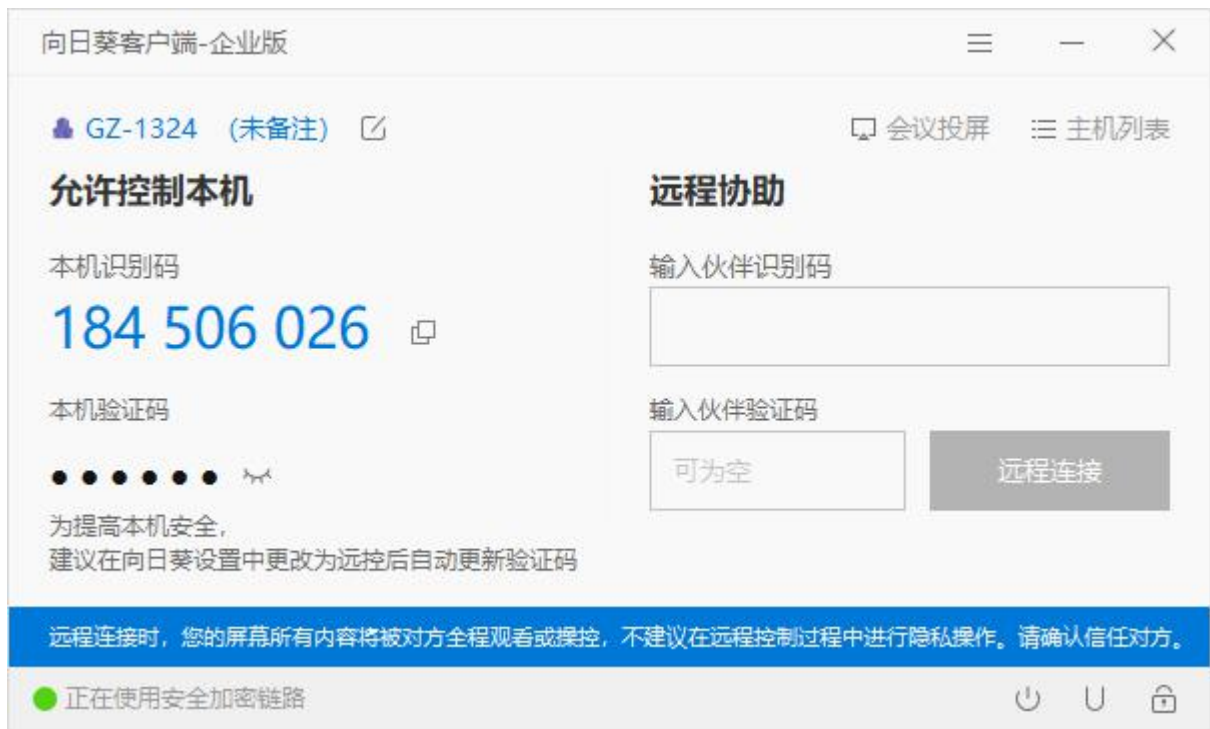 向日葵客户端-企业版
GZ-1324 (未备注)
会议投屏
主机列表
允许控制本机
本机识别码
184 506 026
本机验证码
●●●●●●
为提高本机安全,
建议在向日葵设置中更改为远控后自动更新验证码
远程协助
输入伙伴识别码
输入伙伴验证码
可为空
远程连接
远程连接时，您的屏幕所有内容将被对方全程观看或操控，不建议在远程控制过程中进行隐私操作。请确认信任对方。
正在使用安全加密链路